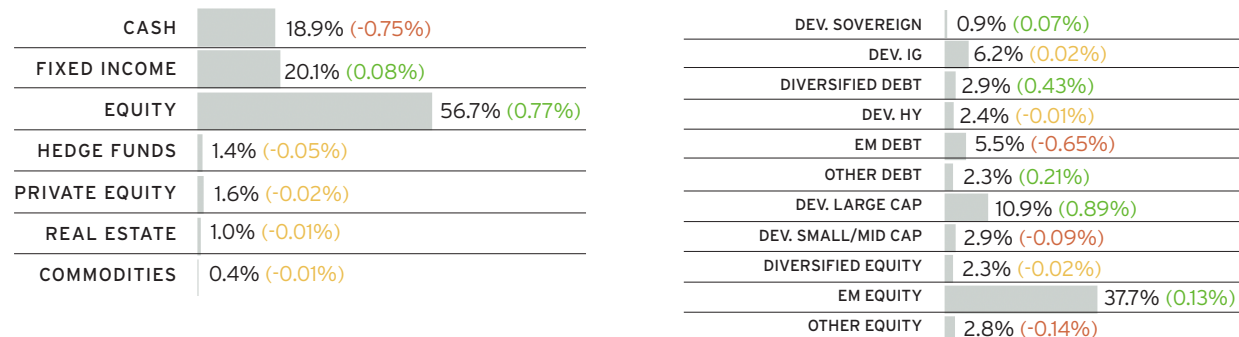 CASH 18.9% (-0.75%)
FIXED INCOME 20.1% (0.08%)
EQUITY 56.7% (0.77%)
HEDGE FUNDS 1.4% (-0.05%)
PRIVATE EQUITY 1.6% (-0.02%)
REAL ESTATE 1.0% (-0.01%)
COMMODITIES 0.4% (-0.01%)
DEV. SOVEREIGN 0.9% (0.07%)
DEV. IG 6.2% (0.02%)
DIVERSIFIED DEBT 2.9% (0.43%)
DEV. HY 2.4% (-0.01%)
EM DEBT 5.5% (-0.65%)
OTHER DEBT 2.3% (0.21%)
DEV. LARGE CAP 10.9% (0.89%)
DEV. SMALL/MID CAP 2.9% (-0.09%)
DIVERSIFIED EQUITY 2.3% (-0.02%)
EM EQUITY 37.7% (0.13%)
OTHER EQUITY 2.8% (-0.14%)